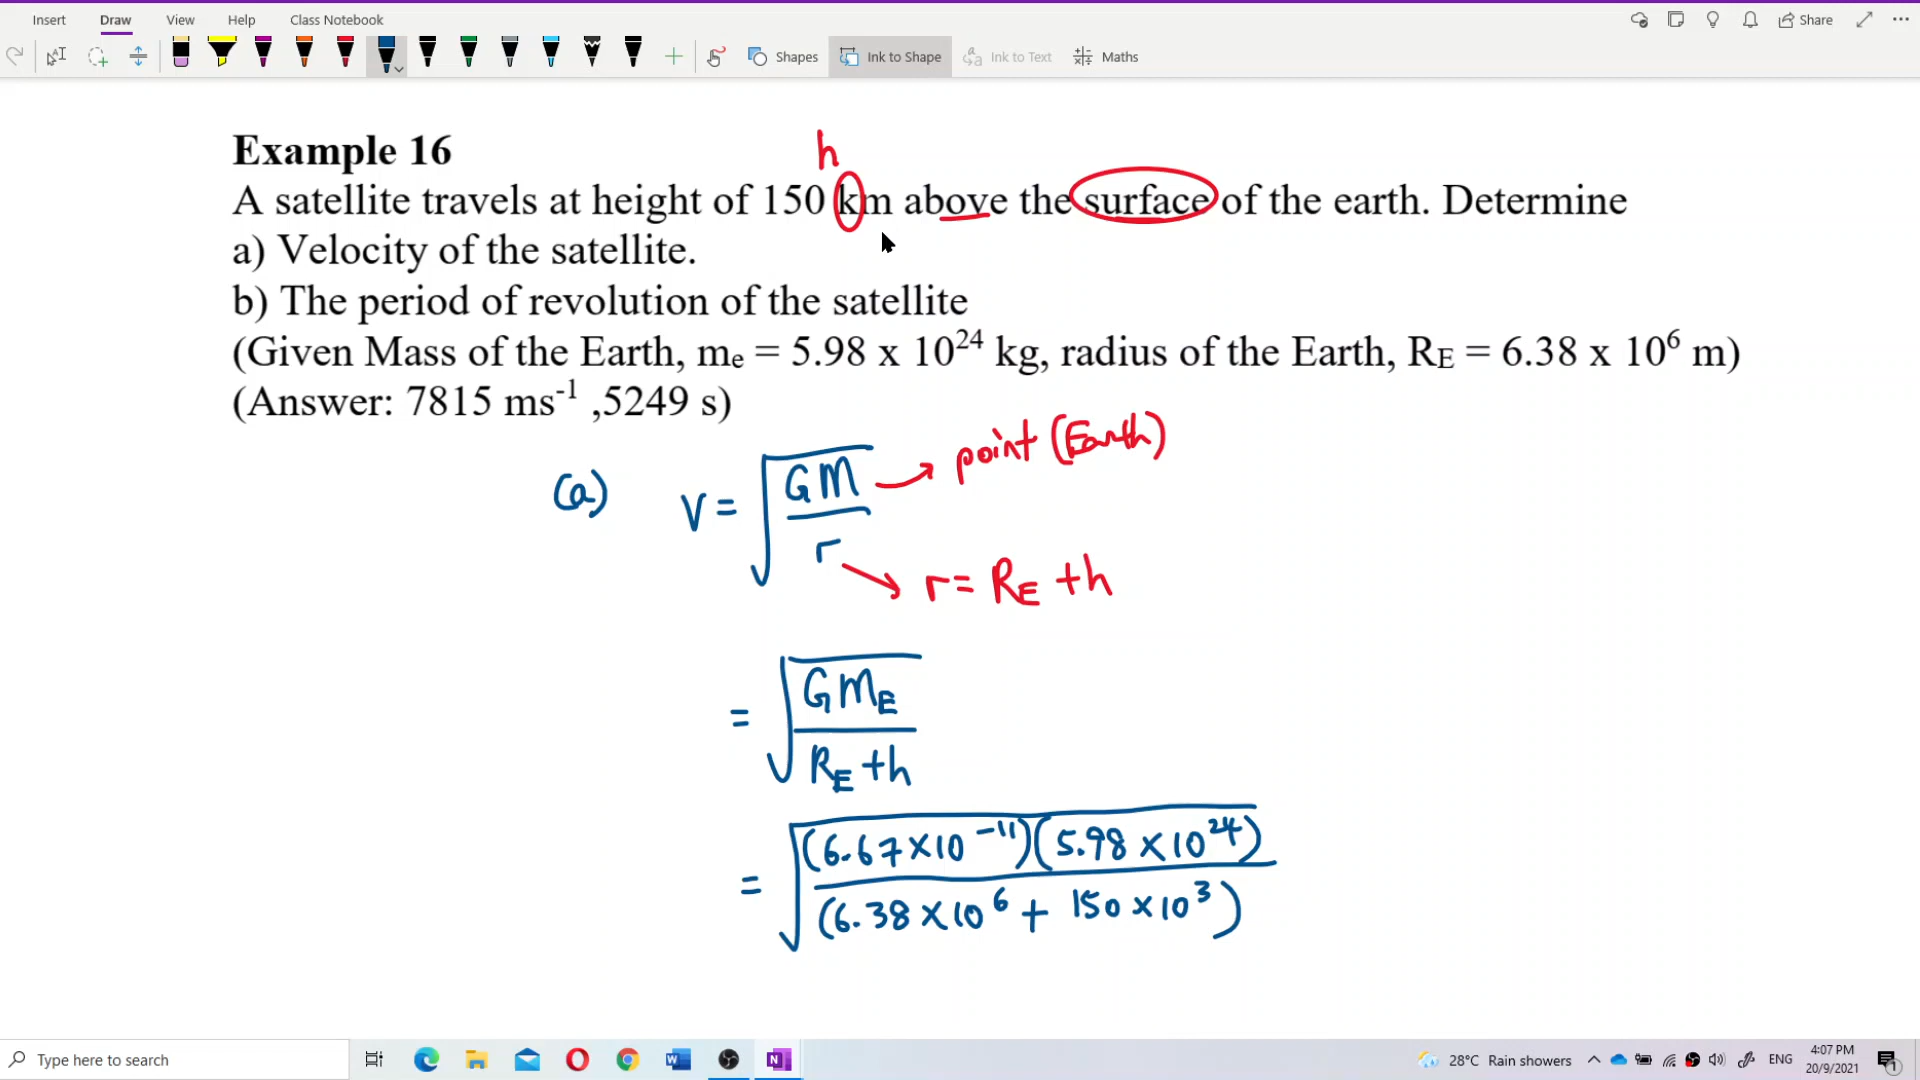 Insert Draw View Help Class Notebook Share
Shapes Ink to Shape Ink to Text Maths
Example 16
h
A satellite travels at height of 150 km above the surface of the earth. Determine
a) Velocity of the satellite.
b) The period of revolution of the satellite
(Given Mass of the Earth, mₑ = 5.98 x 10²⁴ kg, radius of the Earth, R_E = 6.38 x 10⁶ m)
(Answer: 7815 ms⁻¹ ,5249 s)
(a) v = √(GM / r) → point (Earth)
→ r = R_E + h
= √(GM_E / R_E + h)
= √((6.67 × 10⁻¹¹)(5.98 × 10²⁴) / (6.38 × 10⁶ + 150 × 10³))
Type here to search
28°C Rain showers ENG 4:07 PM
20/9/2021 1